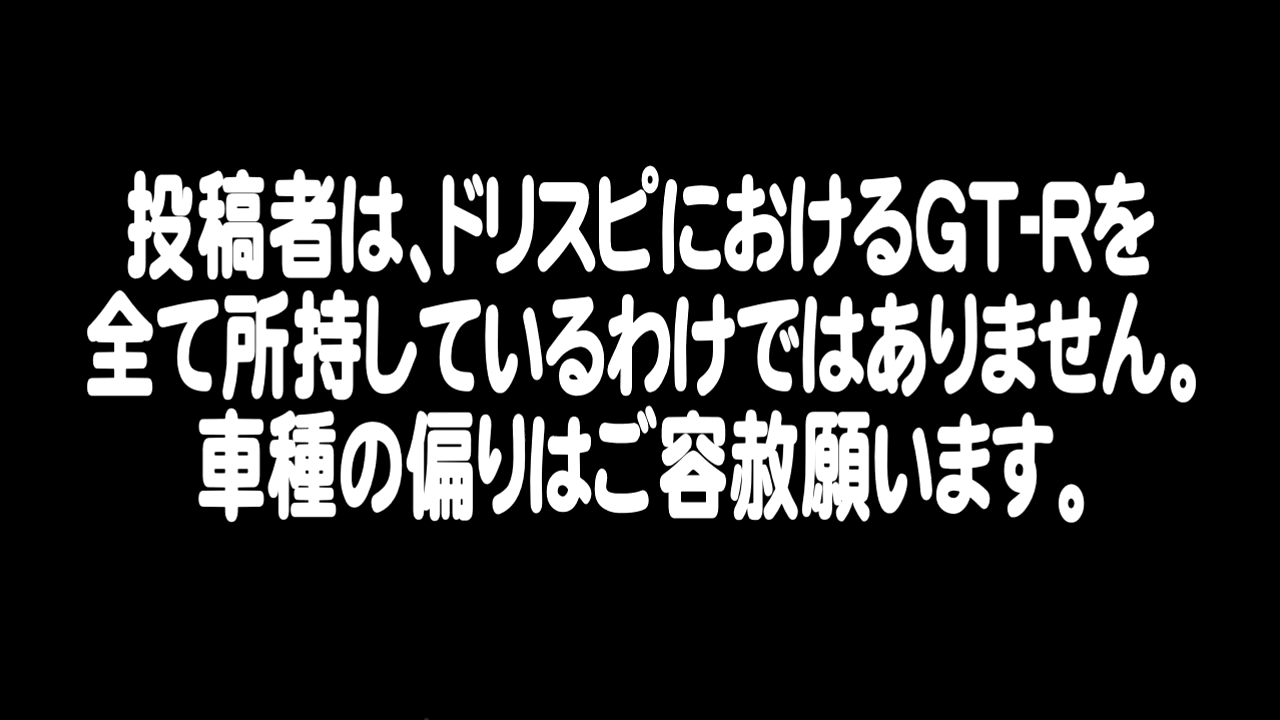 投稿者は、ドリスピにおけるGT-Rを
全て所持しているわけではありません。
車種の偏りはご容赦願います。